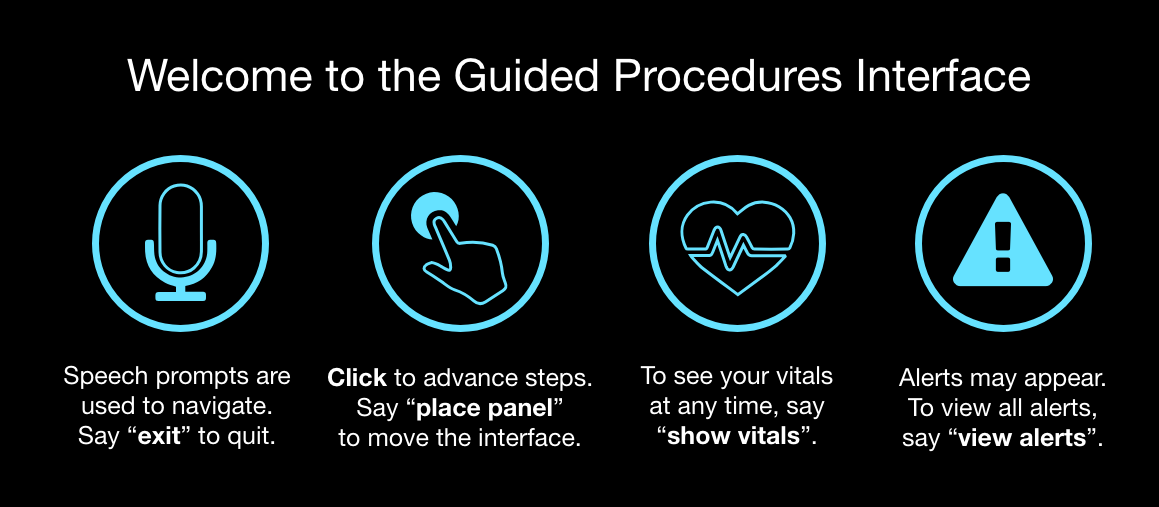 Welcome to the Guided Procedures Interface
Speech prompts are
used to navigate.
Say “exit” to quit.
Click to advance steps.
Say “place panel”
to move the interface.
To see your vitals
at any time, say
“show vitals”.
Alerts may appear.
To view all alerts,
say “view alerts”.